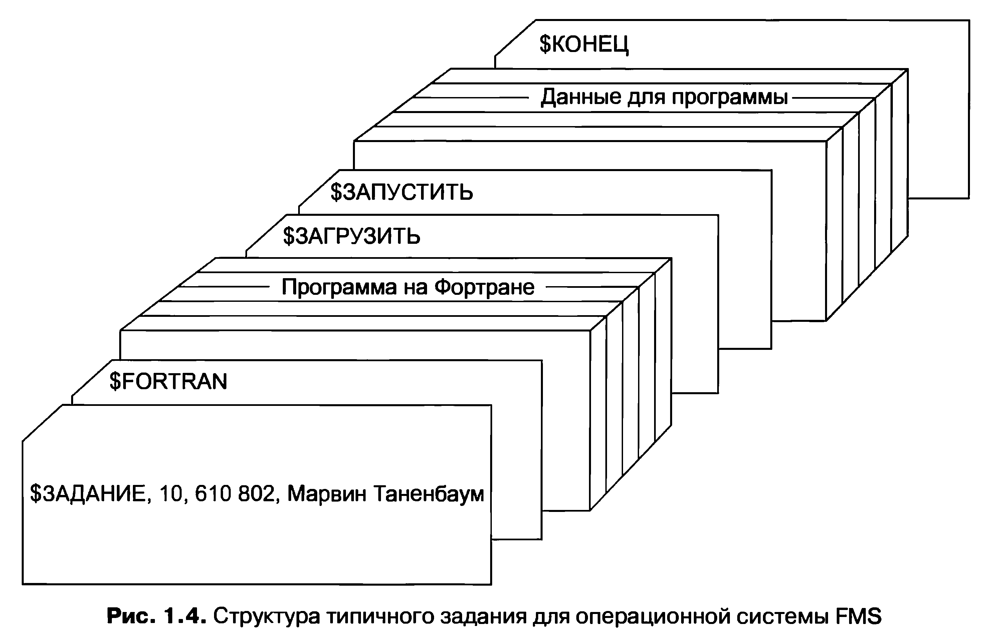 $КОНЕЦ
Данные для программы
$ЗАПУСТИТЬ
$ЗАГРУЗИТЬ
Программа на Фортране
$FORTRAN
$ЗАДАНИЕ, 10, 610 802, Марвин Таненбаум
Рис. 1.4. Структура типичного задания для операционной системы FMS